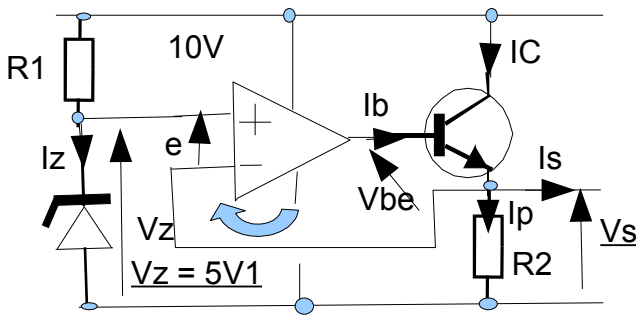 10V
R1
IC
Ib
Iz
e
+
−
Is
Vbe
Ip
Vz
Vs
Vz = 5V1
R2